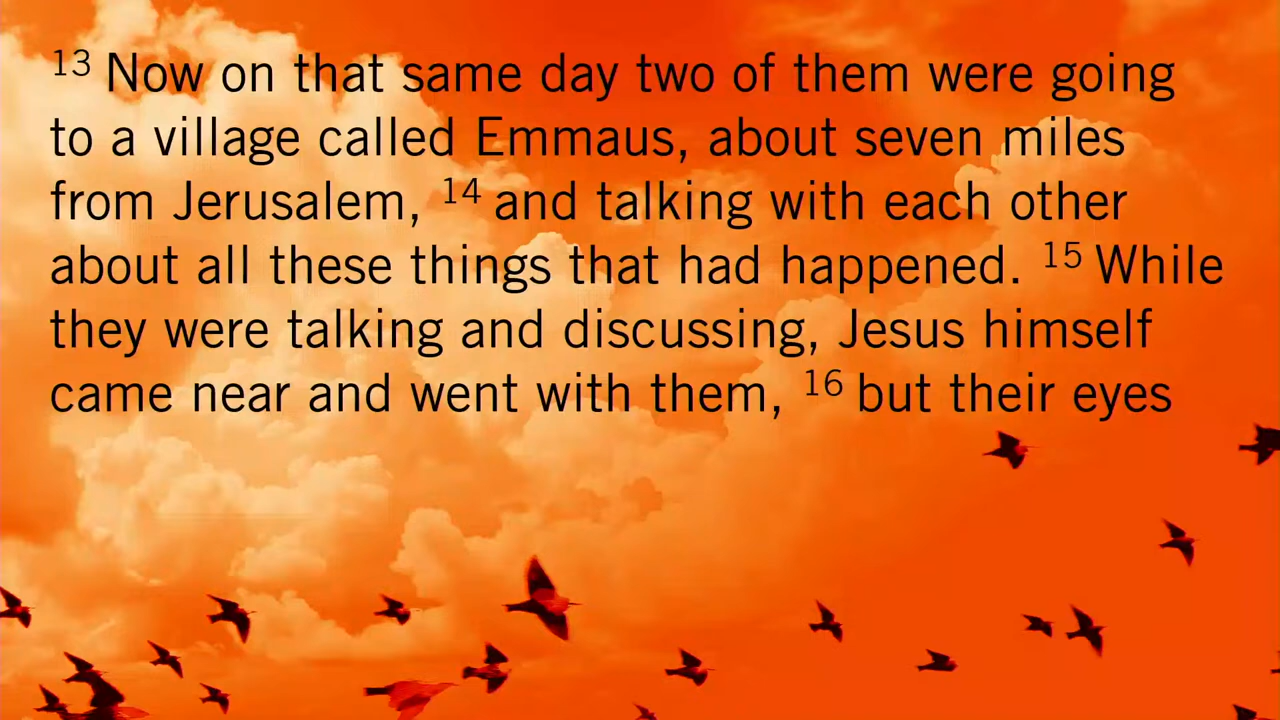 13 Now on that same day two of them were going
to a village called Emmaus, about seven miles
from Jerusalem, 14 and talking with each other
about all these things that had happened. 15 While
they were talking and discussing, Jesus himself
came near and went with them, 16 but their eyes